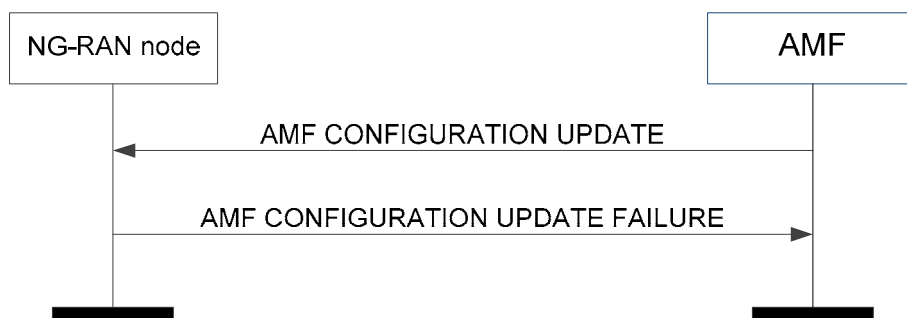 NG-RAN node
AMF
AMF CONFIGURATION UPDATE
AMF CONFIGURATION UPDATE FAILURE